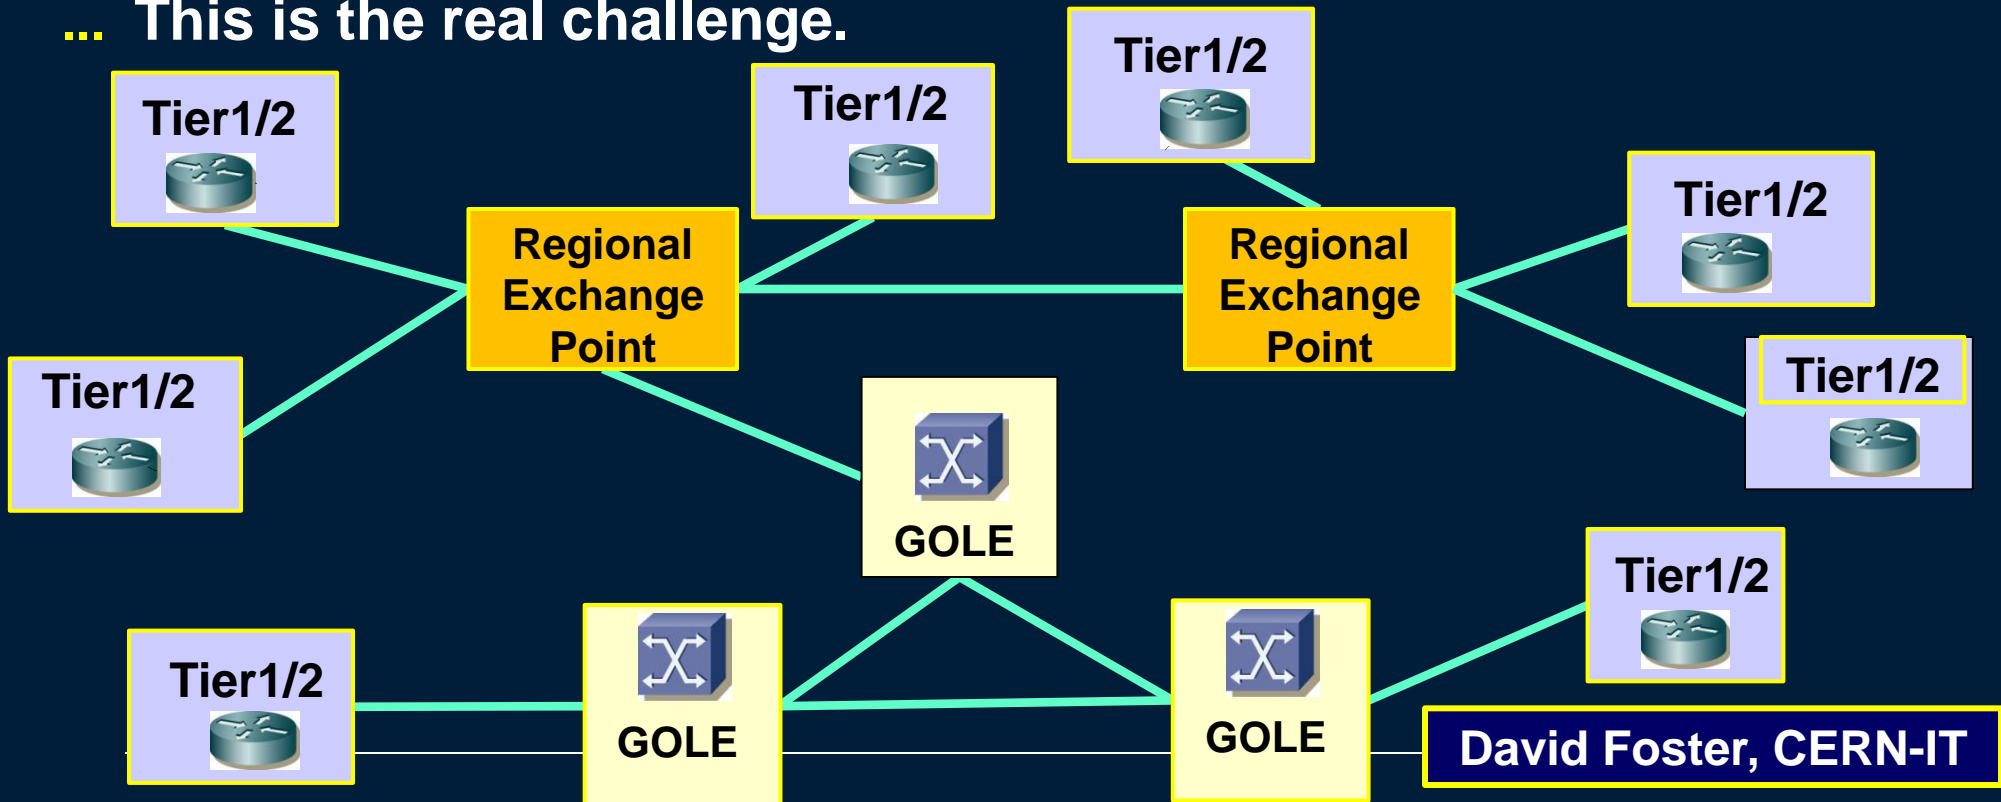 ... This is the real challenge.
Tier1/2
Tier1/2
Tier1/2
Tier1/2
Regional
Exchange
Point
Regional
Exchange
Point
Tier1/2
Tier1/2
GOLE
Tier1/2
Tier1/2
GOLE
GOLE
David Foster, CERN-IT